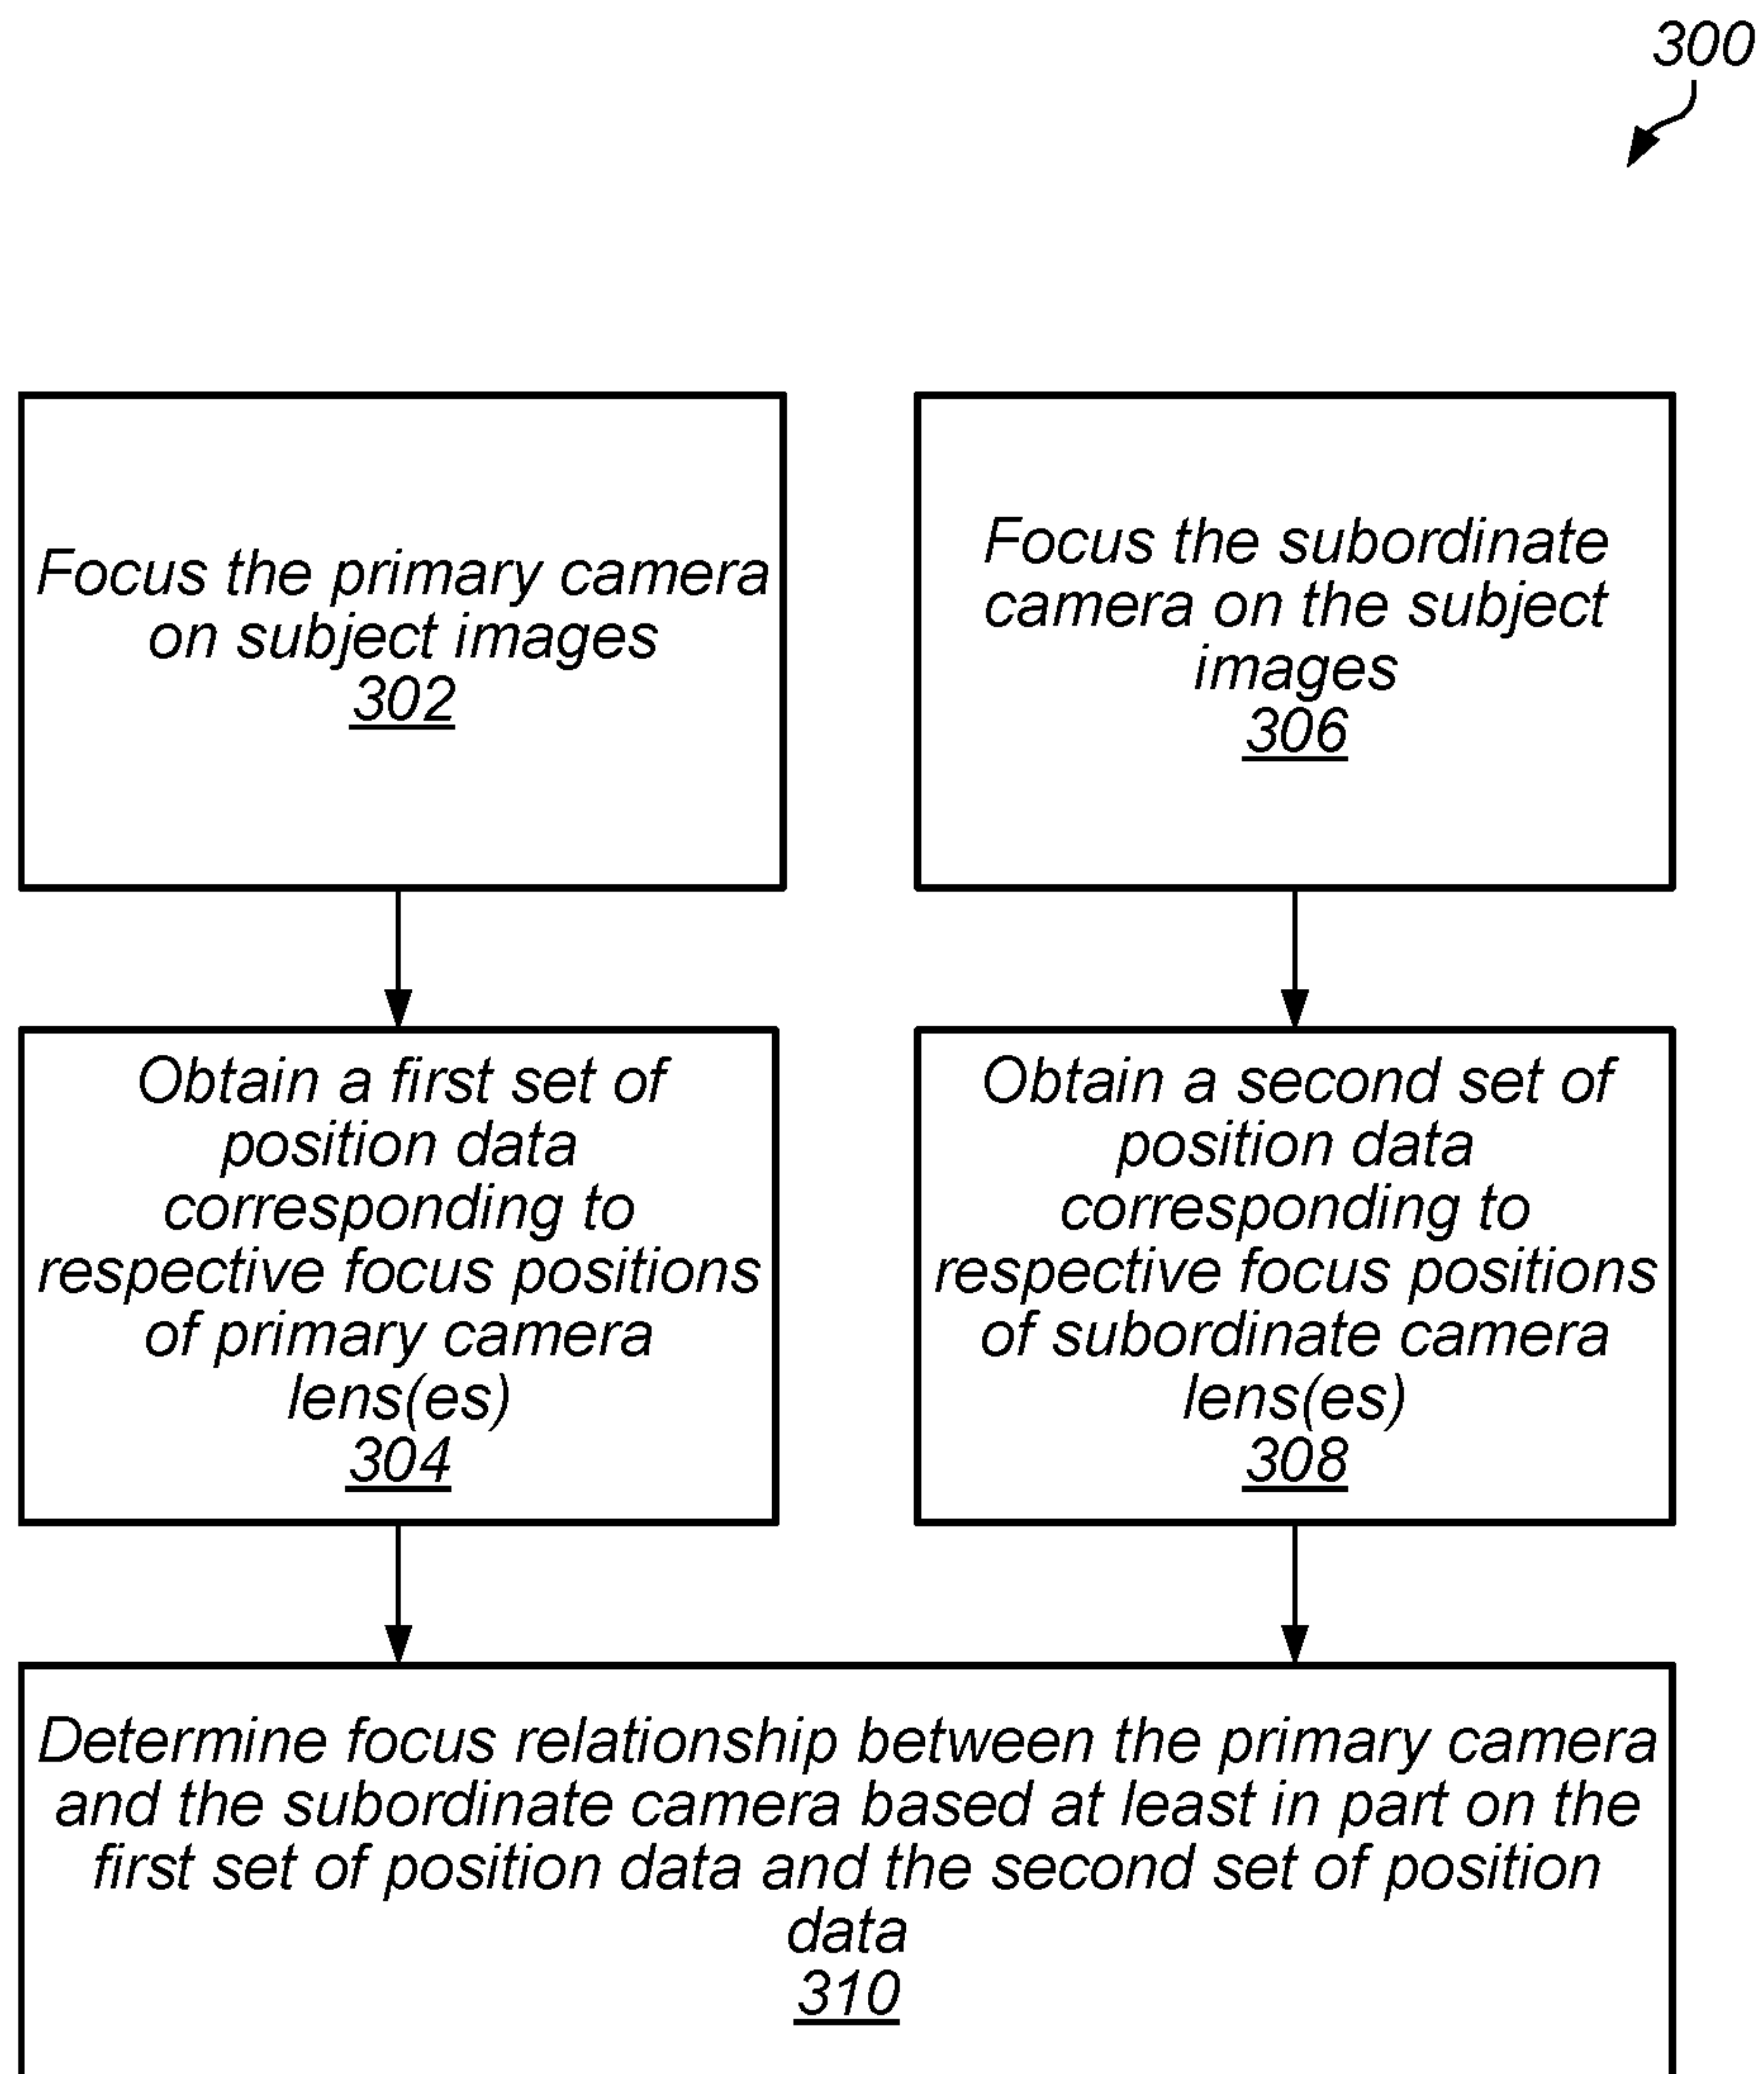 300
Focus the primary camera
on subject images
302
Focus the subordinate
camera on the subject
images
306
Obtain a first set of
position data
corresponding to
respective focus positions
of primary camera
lens(es)
304
Obtain a second set of
position data
corresponding to
respective focus positions
of subordinate camera
lens(es)
308
Determine focus relationship between the primary camera
and the subordinate camera based at least in part on the
first set of position data and the second set of position
data
310